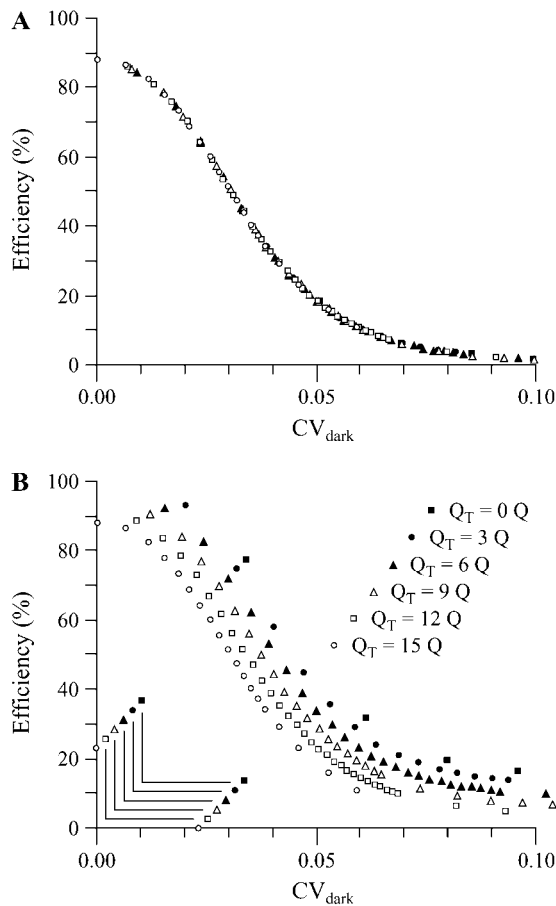 A
100
80
60
40
20
0
Efficiency (%)
0.00
0.05
0.10
CVdark
B
100
80
60
40
20
0
Efficiency (%)
QT = 0 Q
QT = 3 Q
QT = 6 Q
QT = 9 Q
QT = 12 Q
QT = 15 Q
0.00
0.05
0.10
CVdark